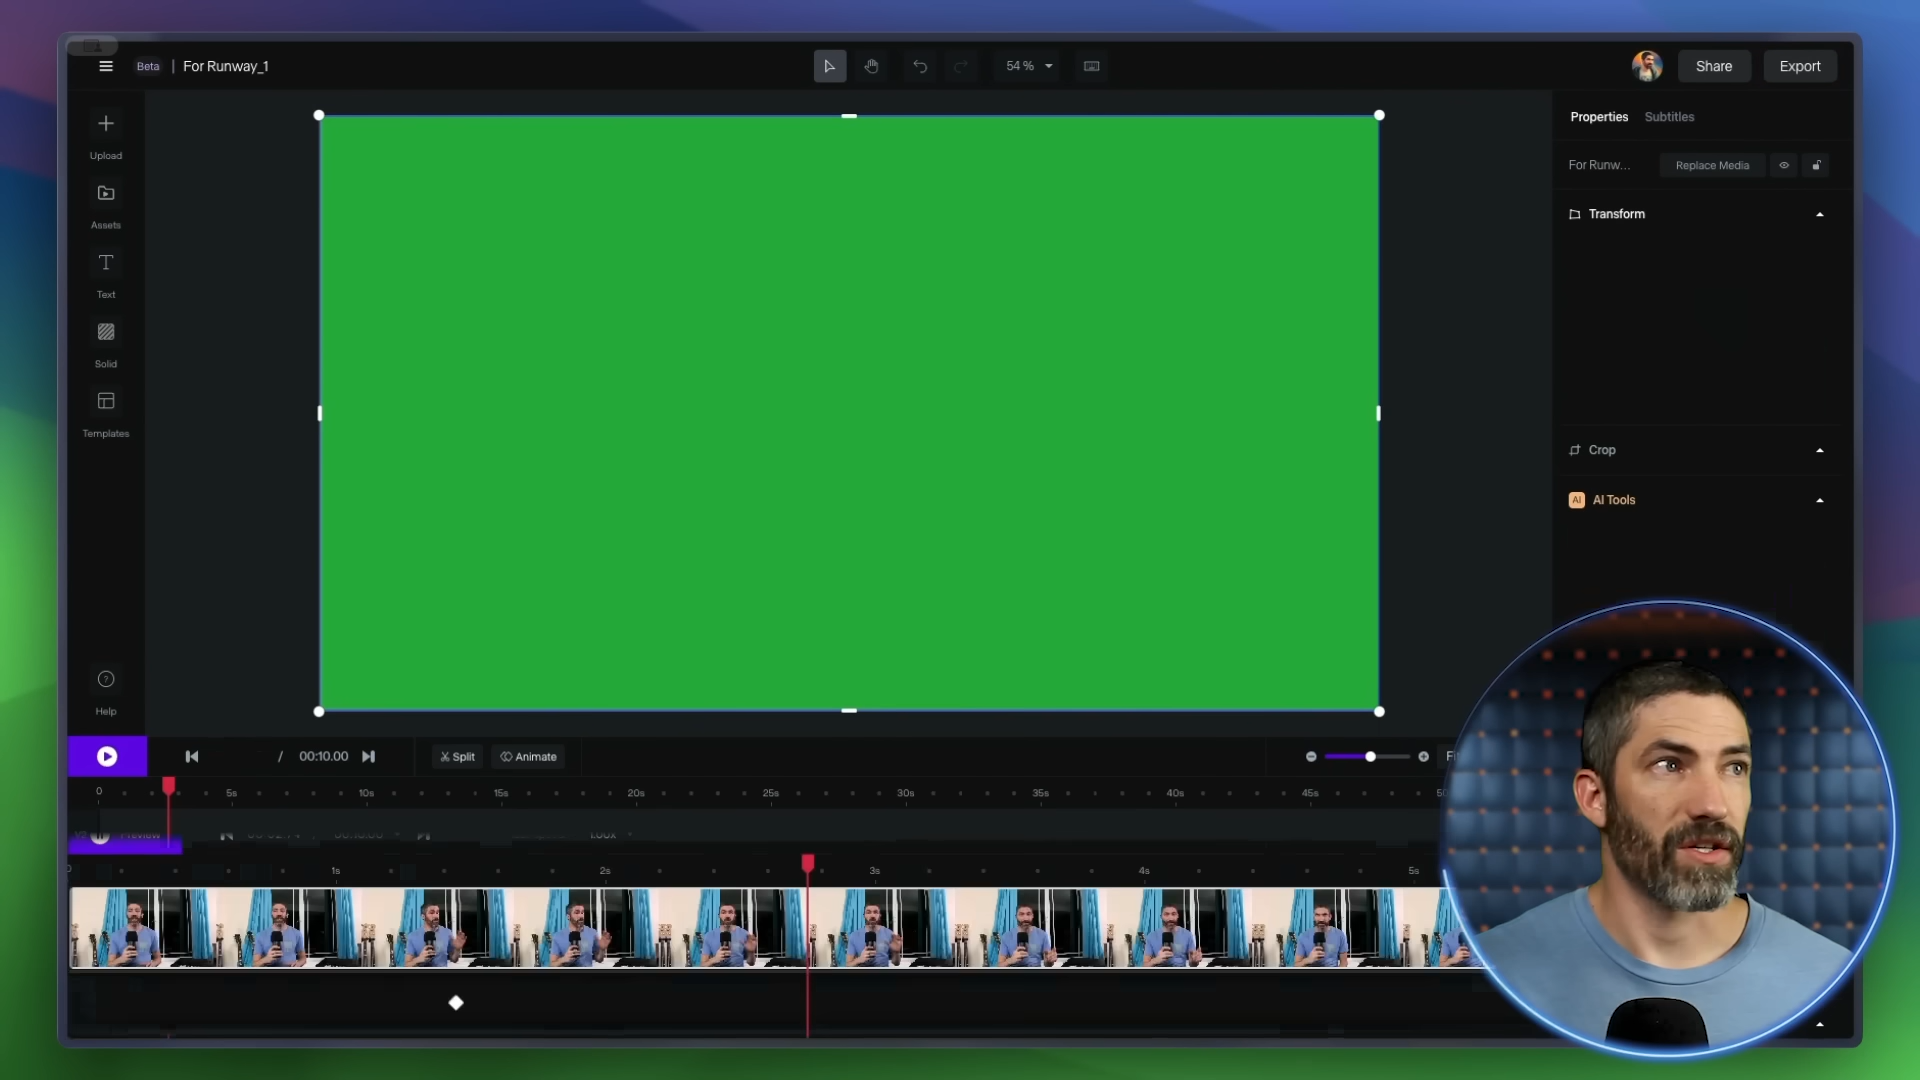 Beta | For Runway_1
54 %
Share
Export
Upload
Assets
Text
Solid
Templates
Help
Properties
Subtitles
For Runw...
Replace Media
Transform
Crop
AI
AI Tools
/ 00:10.00
Split
Animate
0 5s 10s 15s 20s 25s 30s 35s 40s 45s
1s 2s 3s 4s 5s